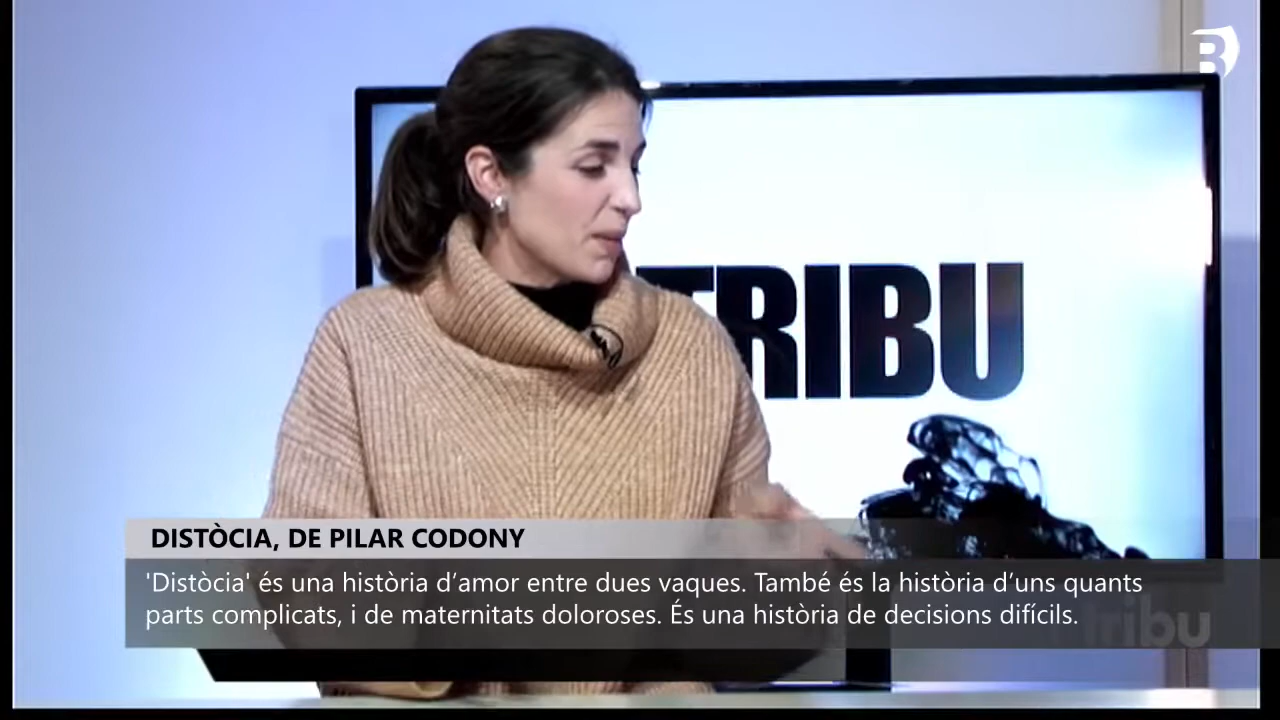 B
TRIBU
DISTÒCIA, DE PILAR CODONY
'Distòcia' és una història d’amor entre dues vaques. També és la història d’uns quants
parts complicats, i de maternitats doloroses. És una història de decisions difícils.
tribu